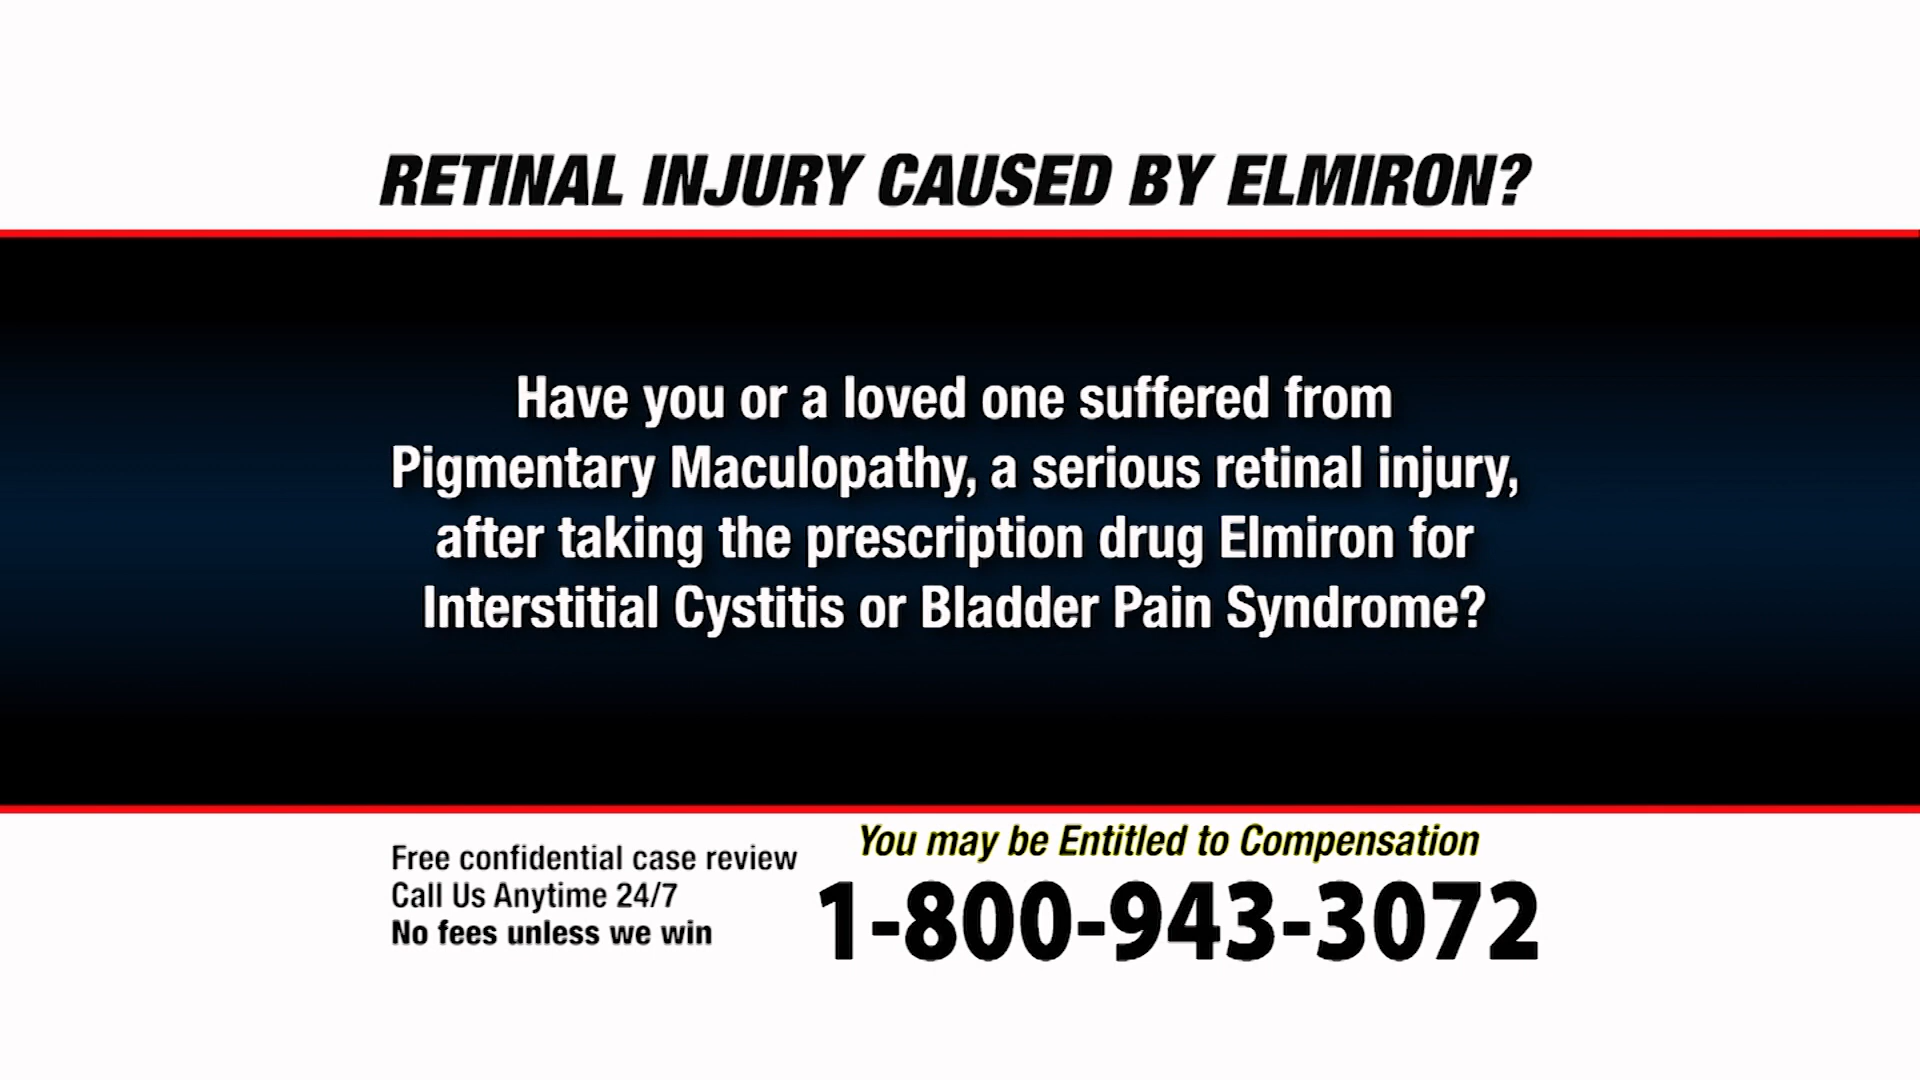 RETINAL INJURY CAUSED BY ELMIRON?
Have you or a loved one suffered from
Pigmentary Maculopathy, a serious retinal injury,
after taking the prescription drug Elmiron for
Interstitial Cystitis or Bladder Pain Syndrome?
Free confidential case review
Call Us Anytime 24/7
No fees unless we win
You may be Entitled to Compensation
1-800-943-3072